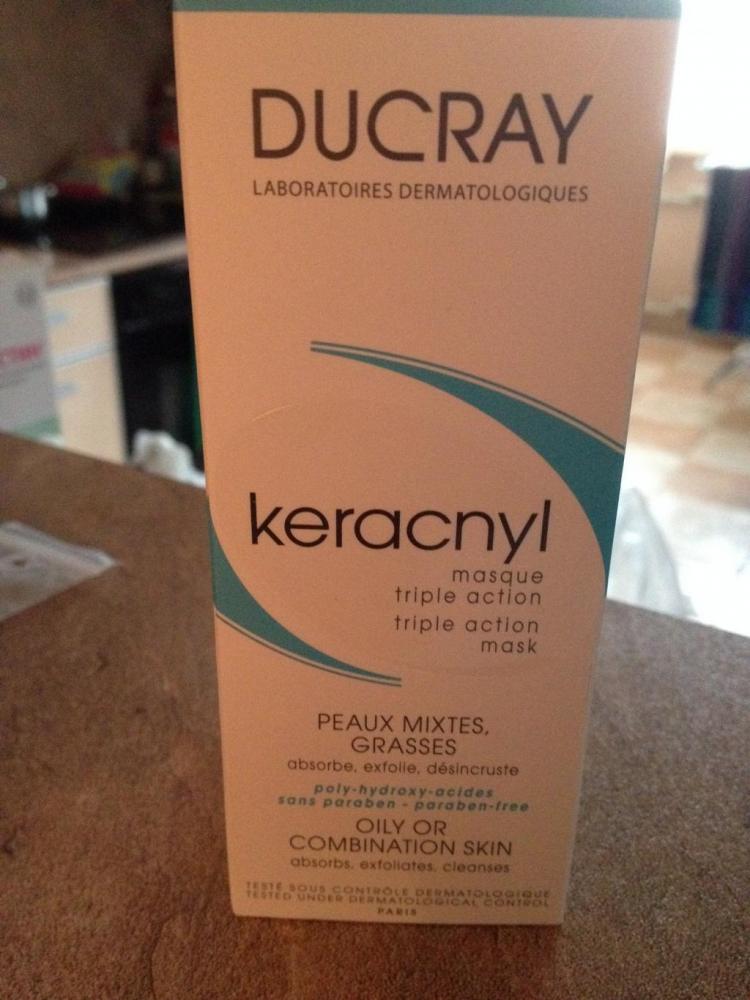 DUCRAY
LABORATOIRES DERMATOLOGIQUES
keracnyl
masque
triple action
triple action
mask
PEAUX MIXTES,
GRASSES
absorbe, exfolie, désincruste
poly-hydroxy-acides
sans paraben - paraben-free
OILY OR
COMBINATION SKIN
absorbs, exfoliates, cleanses
TESTÉ SOUS CONTRÔLE DERMATOLOGIQUE
TESTED UNDER DERMATOLOGICAL CONTROL
PARIS